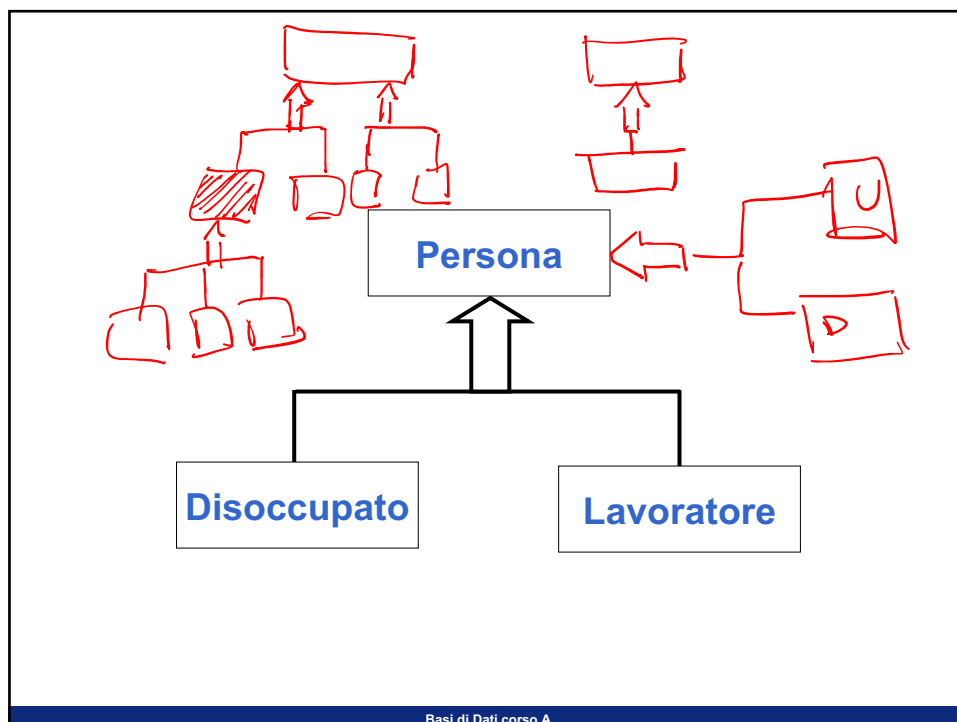 U
Persona
D
Disoccupato
Lavoratore
Basi di Dati corso A